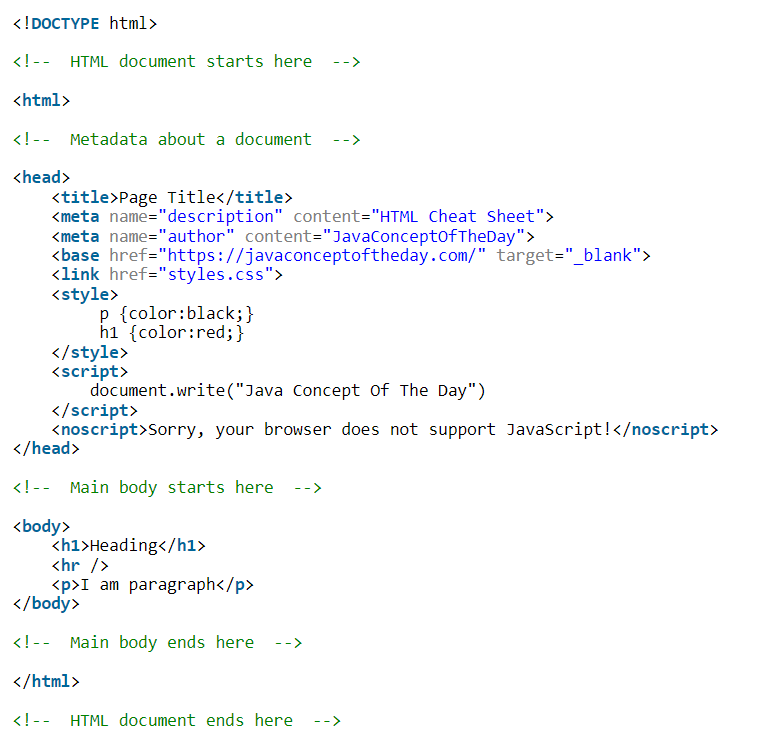 <!DOCTYPE html>
<!--  HTML document starts here  -->
<html>
<!--  Metadata about a document  -->
<head>
    <title>Page Title</title>
    <meta name="description" content="HTML Cheat Sheet">
    <meta name="author" content="JavaConceptOfTheDay">
    <base href="https://javaconceptoftheday.com/" target="_blank">
    <link href="styles.css">
    <style>
         p {color:black;}
         h1 {color:red;}
    </style>
    <script>
        document.write("Java Concept Of The Day")
    </script>
    <noscript>Sorry, your browser does not support JavaScript!</noscript>
</head>
<!--  Main body starts here  -->
<body>
    <h1>Heading</h1>
    <hr />
    <p>I am paragraph</p>
</body>
<!--  Main body ends here  -->
</html>
<!--  HTML document ends here  -->